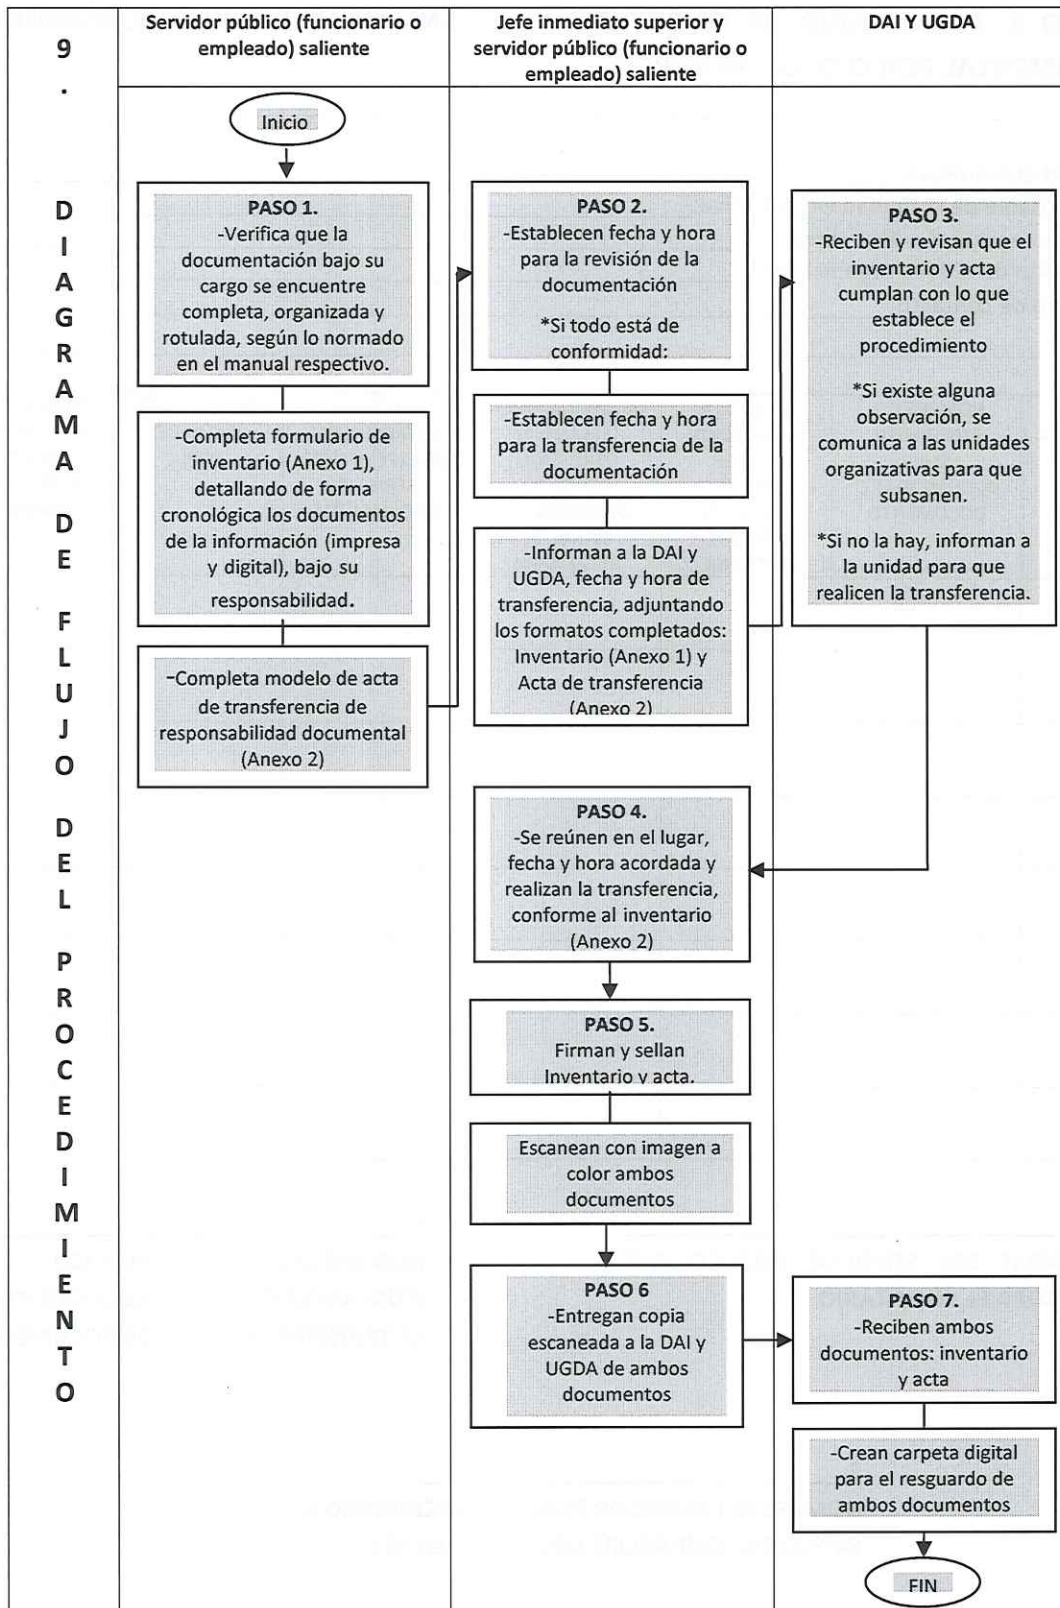 9.
DIAGRAMA DE FLUJO DEL PROCEDIMIENTO
Servidor público (funcionario o
empleado) saliente
Jefe inmediato superior y
servidor público (funcionario o
empleado) saliente
DAI Y UGDA
Inicio
PASO 1.
-Verifica que la
documentación bajo su
cargo se encuentre
completa, organizada y
rotulada, según lo normado
en el manual respectivo.
-Completa formulario de
inventario (Anexo 1),
detallando de forma
cronológica los documentos
de la información (impresa
y digital), bajo su
responsabilidad.
-Completa modelo de acta
de transferencia de
responsabilidad documental
(Anexo 2)
PASO 2.
-Establecen fecha y hora
para la revisión de la
documentación
*Si todo está de
conformidad:
-Establecen fecha y hora
para la transferencia de la
documentación
-Informan a la DAI y
UGDA, fecha y hora de
transferencia, adjuntando
los formatos completados:
Inventario (Anexo 1) y
Acta de transferencia
(Anexo 2)
PASO 3.
-Reciben y revisan que el
inventario y acta
cumplan con lo que
establece el
procedimiento
*Si existe alguna
observación, se
comunica a las unidades
organizativas para que
subsanen.
*Si no la hay, informan a
la unidad para que
realicen la transferencia.
PASO 4.
-Se reúnen en el lugar,
fecha y hora acordada y
realizan la transferencia,
conforme al inventario
(Anexo 2)
PASO 5.
Firman y sellan
Inventario y acta.
Escanean con imagen a
color ambos
documentos
PASO 6
-Entregan copia
escaneada a la DAI y
UGDA de ambos
documentos
PASO 7.
-Reciben ambos
documentos: inventario
y acta
-Crean carpeta digital
para el resguardo de
ambos documentos
FIN